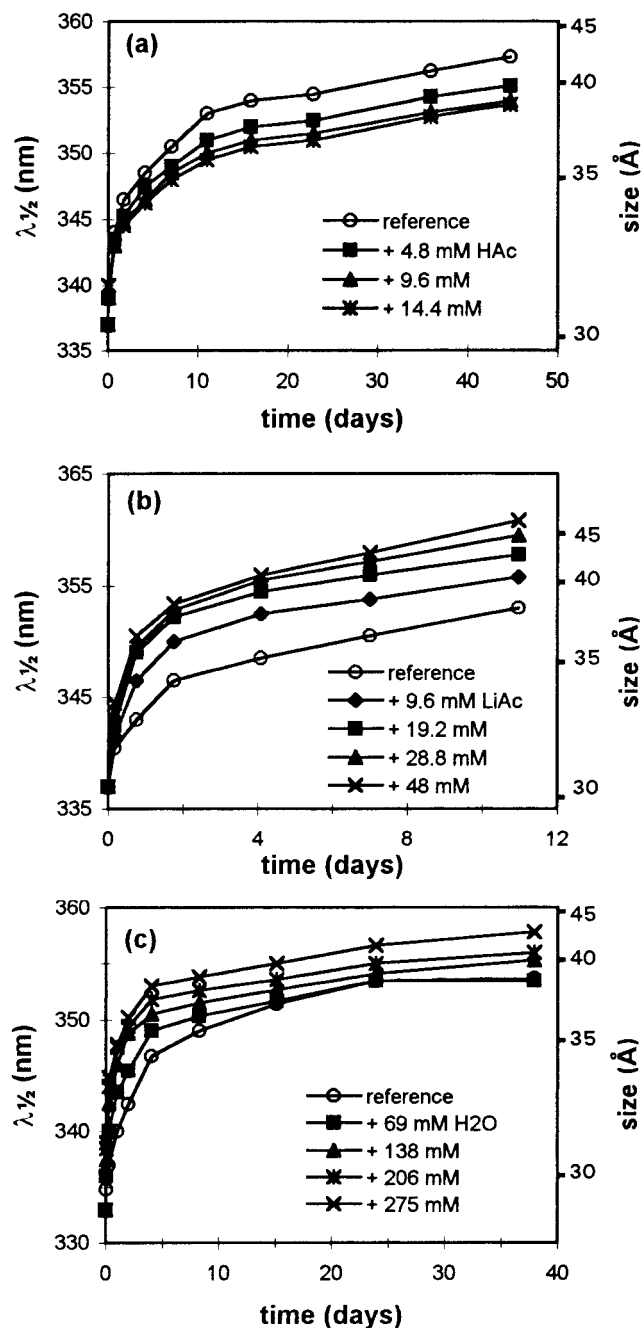 (a)
360
355
350
345
340
335
λ½ (nm)
45
40
35
30
size (Å)
reference
+ 4.8 mM HAc
+ 9.6 mM
+ 14.4 mM
0
10
20
30
40
50
time (days)
(b)
365
355
345
335
λ½ (nm)
45
40
35
30
size (Å)
reference
+ 9.6 mM LiAc
+ 19.2 mM
+ 28.8 mM
+ 48 mM
0
4
8
12
time (days)
(c)
360
350
340
330
λ½ (nm)
45
40
35
30
size (Å)
reference
+ 69 mM H2O
+ 138 mM
+ 206 mM
+ 275 mM
0
10
20
30
40
time (days)